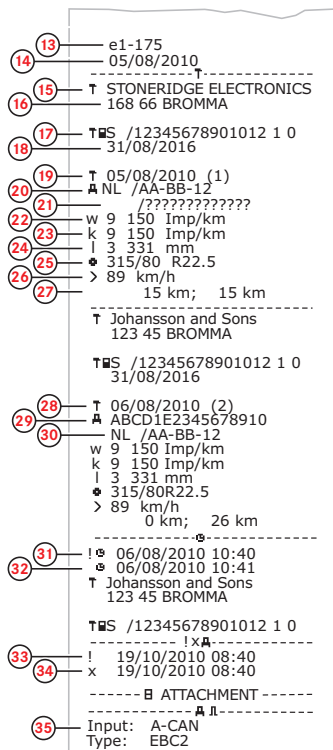 13 e1-175
14 05/08/2010
15 STONERIDGE ELECTRONICS
16 168 66 BROMMA
17 S /12345678901012 1 0
18 31/08/2016
19 05/08/2010 (1)
20 NL /AA-BB-12
21 /?????????????
22 w 9 150 Imp/km
23 k 9 150 Imp/km
24 l 3 331 mm
25 315/80 R22.5
26 > 89 km/h
27 15 km; 15 km
Johansson and Sons
123 45 BROMMA
S /12345678901012 1 0
31/08/2016
28 06/08/2010 (2)
29 ABCD1E2345678910
30 NL /AA-BB-12
w 9 150 Imp/km
k 9 150 Imp/km
l 3 331 mm
315/80R22.5
> 89 km/h
0 km; 26 km
31 ! 06/08/2010 10:40
32 06/08/2010 10:41
Johansson and Sons
123 45 BROMMA
S /12345678901012 1 0
!x
33 ! 19/10/2010 08:40
34 x 19/10/2010 08:40
ATTACHMENT
35 Input: A-CAN
Type: EBC2